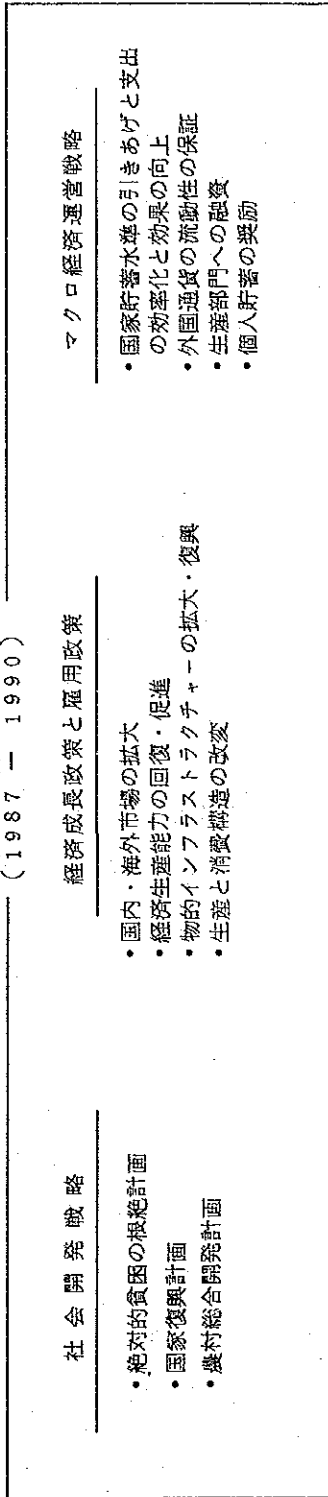 (1987 — 1990)
社会開発戦略
・絶対的貧困の根絶計画
・国家復興計画
・農村総合開発計画
経済成長政策と雇用政策
・国内・海外市場の拡大
・経済生産能力の回復・促進
・物的インフラストラクチャーの拡大・復興
・生産と消費構造の改変
マクロ経済運営戦略
・国家貯蓄水準の引きあげと支出
の効率化と効果の向上
・外国通貨の流動性の保証
・生産部門への融資
・個人貯蓄の奨励